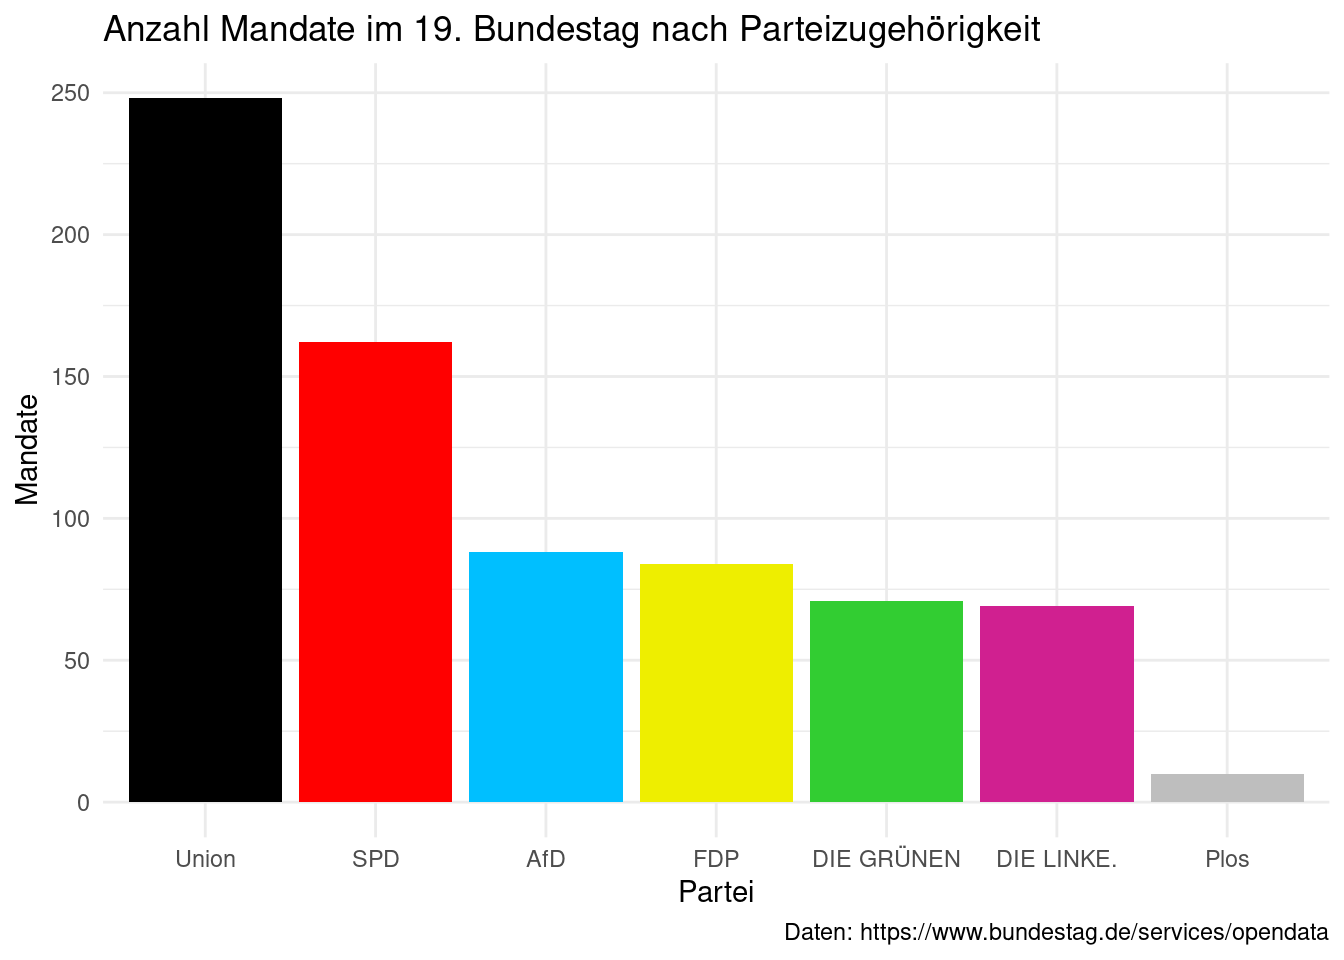 Anzahl Mandate im 19. Bundestag nach Parteizugehörigkeit
250
200
150
100
50
0
Mandate
Union SPD AfD FDP DIE GRÜNEN DIE LINKE. Plos
Partei
Daten: https://www.bundestag.de/services/opendata